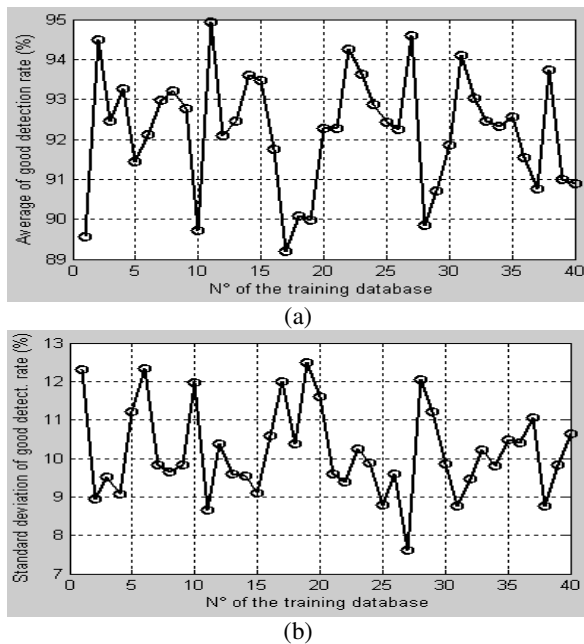 95
94
93
92
91
90
89
Average of good detection rate (%)
0 5 10 15 20 25 30 35 40
N° of the training database
(a)
13
12
11
10
9
8
7
Standard deviation of good detect. rate (%)
0 5 10 15 20 25 30 35 40
N° of the training database
(b)